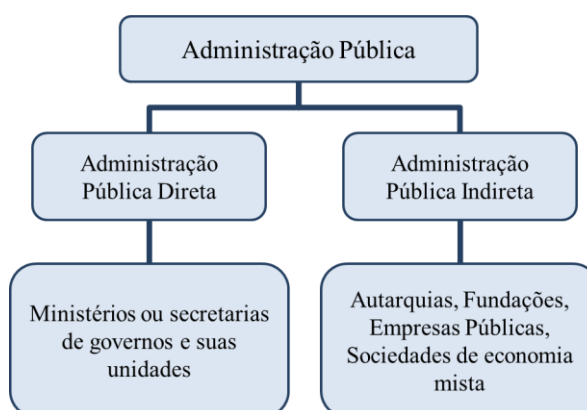 Administração Pública
Administração
Pública Direta
Administração
Pública Indireta
Ministérios ou secretarias
de governos e suas
unidades
Autarquias, Fundações,
Empresas Públicas,
Sociedades de economia
mista